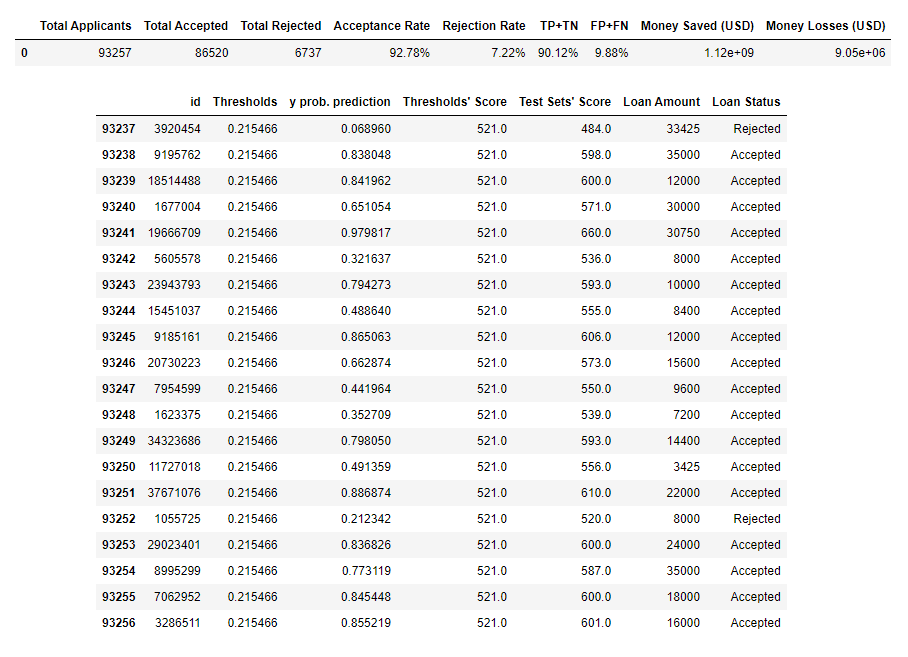 Total Applicants Total Accepted Total Rejected Acceptance Rate Rejection Rate TP+TN FP+FN Money Saved (USD) Money Losses (USD)
0 93257 86520 6737 92.78% 7.22% 90.12% 9.88% 1.12e+09 9.05e+06
id Thresholds y prob. prediction Thresholds' Score Test Sets' Score Loan Amount Loan Status
93237 3920454 0.215466 0.068960 521.0 484.0 33425 Rejected
93238 9195762 0.215466 0.838048 521.0 598.0 35000 Accepted
93239 18514488 0.215466 0.841962 521.0 600.0 12000 Accepted
93240 1677004 0.215466 0.651054 521.0 571.0 30000 Accepted
93241 19666709 0.215466 0.979817 521.0 660.0 30750 Accepted
93242 5605578 0.215466 0.321637 521.0 536.0 8000 Accepted
93243 23943793 0.215466 0.794273 521.0 593.0 10000 Accepted
93244 15451037 0.215466 0.488640 521.0 555.0 8400 Accepted
93245 9185161 0.215466 0.865063 521.0 606.0 12000 Accepted
93246 20730223 0.215466 0.662874 521.0 573.0 15600 Accepted
93247 7954599 0.215466 0.441964 521.0 550.0 9600 Accepted
93248 1623375 0.215466 0.352709 521.0 539.0 7200 Accepted
93249 34323686 0.215466 0.798050 521.0 593.0 14400 Accepted
93250 11727018 0.215466 0.491359 521.0 556.0 3425 Accepted
93251 37671076 0.215466 0.886874 521.0 610.0 22000 Accepted
93252 1055725 0.215466 0.212342 521.0 520.0 8000 Rejected
93253 29023401 0.215466 0.836826 521.0 600.0 24000 Accepted
93254 8995299 0.215466 0.773119 521.0 587.0 35000 Accepted
93255 7062952 0.215466 0.845448 521.0 600.0 18000 Accepted
93256 3286511 0.215466 0.855219 521.0 601.0 16000 Accepted